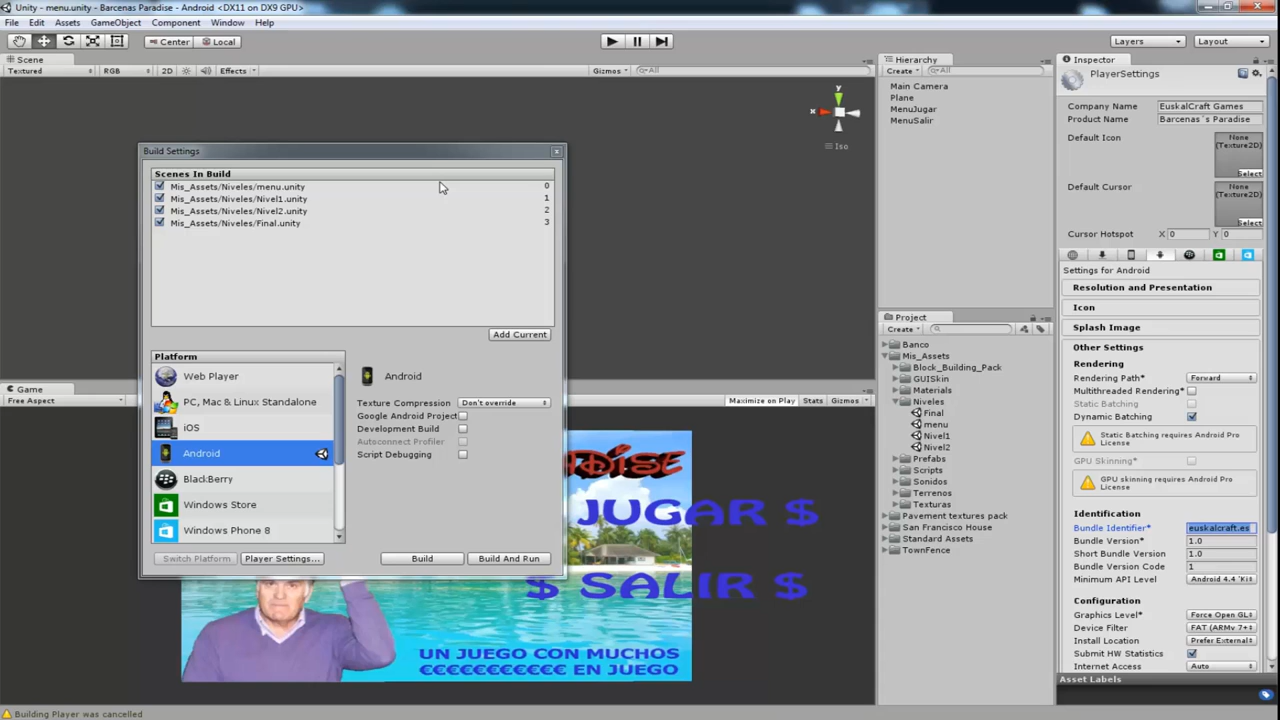 Unity - menu.unity - Barcenas Paradise - Android <DX11 on DX9 GPU>
File Edit Assets GameObject Component Window Help
Center Local Layers Layout
Scene
Textured RGB 2D Effects Gizmos All
y
x
Iso
Build Settings
Scenes In Build
Mis_Assets/Niveles/menu.unity 0
Mis_Assets/Niveles/Nivel1.unity 1
Mis_Assets/Niveles/Nivel2.unity 2
Mis_Assets/Niveles/Final.unity 3
Add Current
Platform
Web Player
PC, Mac & Linux Standalone
iOS
Android
BlackBerry
Windows Store
Windows Phone 8
Android
Texture Compression Don't override
Google Android Project
Development Build
Autoconnect Profiler
Script Debugging
Switch Platform Player Settings... Build Build And Run
Game
Free Aspect Maximize on Play Stats Gizmos
JUGAR $
$ SALIR $
UN JUEGO CON MUCHOS
€€€€€€€€€€€ EN JUEGO
Hierarchy
Create All
Main Camera
Plane
MenuJugar
MenuSalir
Project
Create
Banco
Mis_Assets
Block_Building_Pack
GUISkin
Materials
Niveles
Final
menu
Nivel1
Nivel2
Prefabs
Scripts
Sonidos
Terrenos
Texturas
Pavement textures pack
San Francisco House
Standard Assets
TownFence
Inspector
PlayerSettings
Company Name EuskalCraft Games
Product Name Barcenas´s Paradise
Default Icon None
(Texture2D)
Select
Default Cursor None
(Texture2D)
Select
Cursor Hotspot X 0 Y 0
Settings for Android
Resolution and Presentation
Icon
Splash Image
Other Settings
Rendering
Rendering Path* Forward
Multithreaded Rendering*
Static Batching
Dynamic Batching
Static Batching requires Android Pro
License
GPU Skinning*
GPU skinning requires Android Pro
License
Identification
Bundle Identifier* euskalcraft.es
Bundle Version* 1.0
Short Bundle Version 1.0
Bundle Version Code 1
Minimum API Level Android 4.4 'Ki
Configuration
Graphics Level* Force Open GL
Device Filter FAT (ARMv 7+
Install Location Prefer External
Submit HW Statistics
Internet Access Auto
Asset Labels
Building Player was cancelled